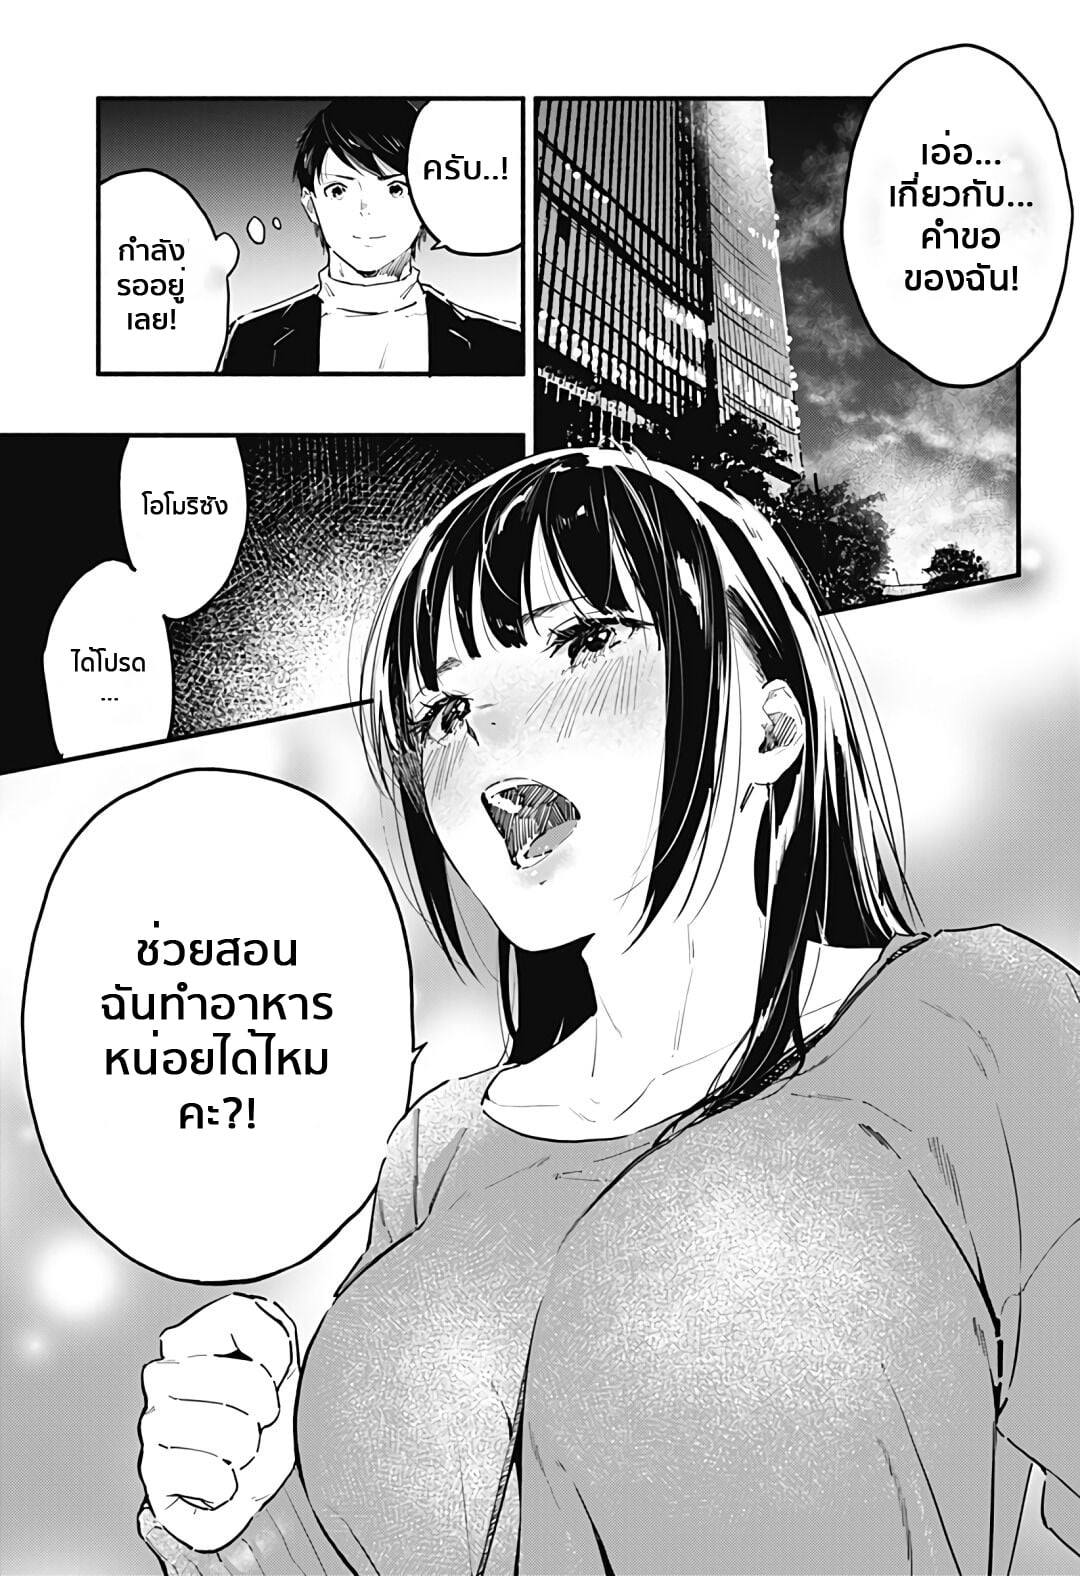 เอ่อ...
เกี่ยวกับ...
คำขอ
ของฉัน!
ครับ..!
กำลัง
รออยู่
เลย!
โอโมริซัง
ได้โปรด
...
ช่วยสอน
ฉันทำอาหาร
หน่อยได้ไหม
คะ?!